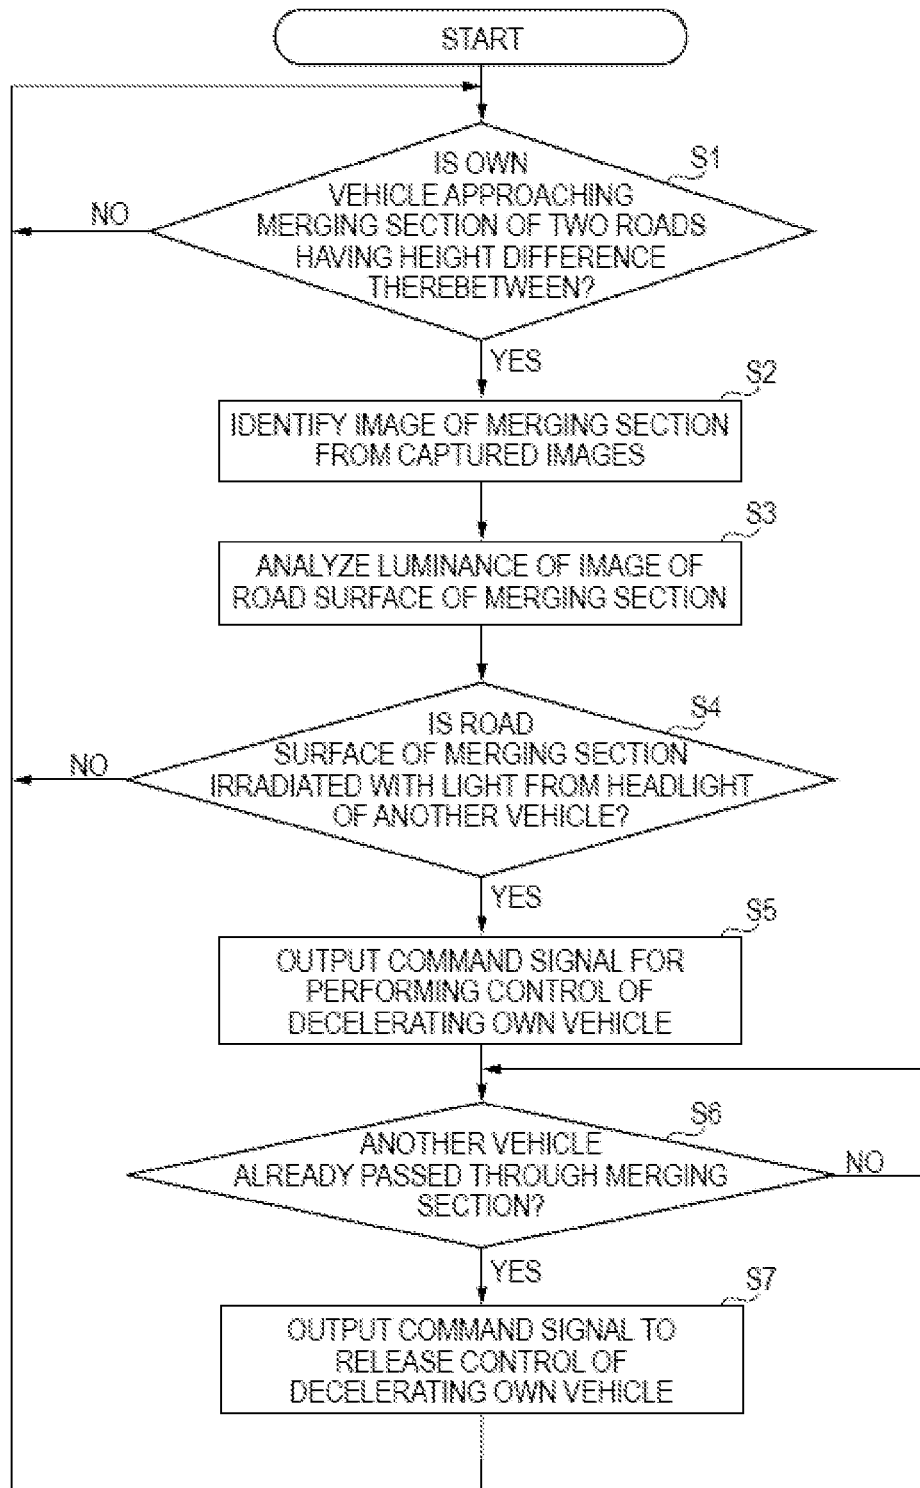 START
S1
IS OWN
VEHICLE APPROACHING
MERGING SECTION OF TWO ROADS
HAVING HEIGHT DIFFERENCE
THEREBETWEEN?
NO
YES
S2
IDENTIFY IMAGE OF MERGING SECTION
FROM CAPTURED IMAGES
S3
ANALYZE LUMINANCE OF IMAGE OF
ROAD SURFACE OF MERGING SECTION
S4
IS ROAD
SURFACE OF MERGING SECTION
IRRADIATED WITH LIGHT FROM HEADLIGHT
OF ANOTHER VEHICLE?
NO
YES
S5
OUTPUT COMMAND SIGNAL FOR
PERFORMING CONTROL OF
DECELERATING OWN VEHICLE
S6
ANOTHER VEHICLE
ALREADY PASSED THROUGH MERGING
SECTION?
NO
YES
S7
OUTPUT COMMAND SIGNAL TO
RELEASE CONTROL OF
DECELERATING OWN VEHICLE